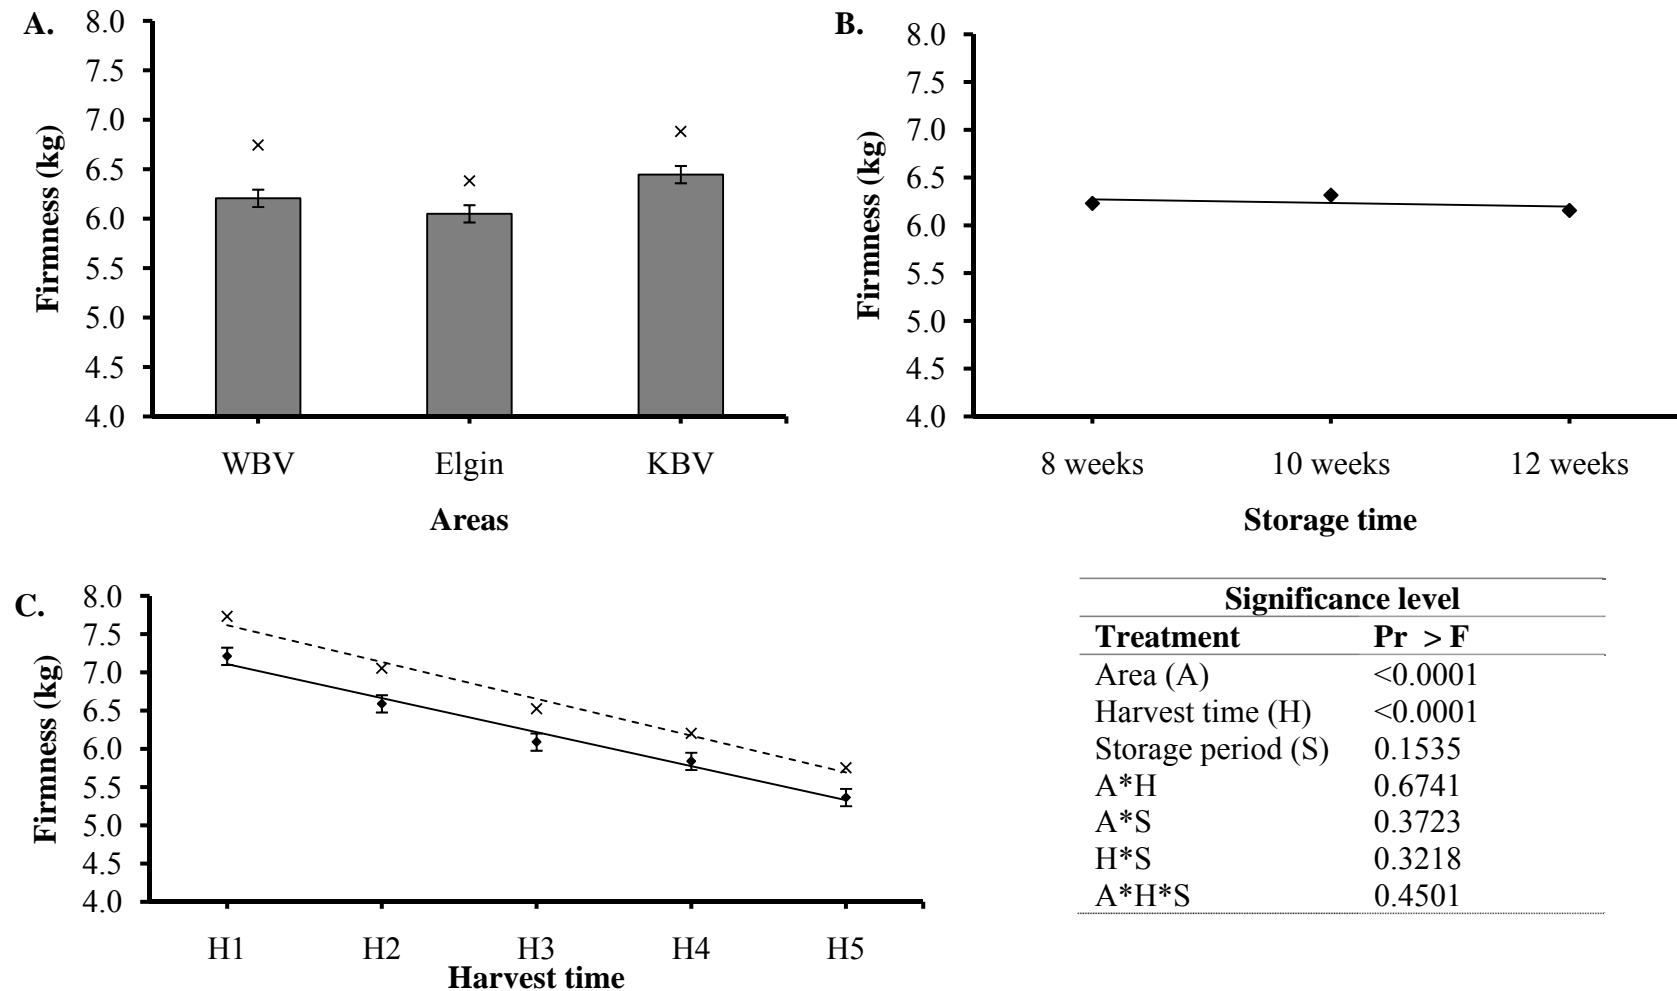 A.
Firmness (kg)
8.0
7.5
7.0
6.5
6.0
5.5
5.0
4.5
4.0
WBV Elgin KBV
Areas
B.
Firmness (kg)
8.0
7.5
7.0
6.5
6.0
5.5
5.0
4.5
4.0
8 weeks 10 weeks 12 weeks
Storage time
C.
Firmness (kg)
8.0
7.5
7.0
6.5
6.0
5.5
5.0
4.5
4.0
H1 H2 H3 H4 H5
Harvest time
Significance level
Treatment Pr > F
Area (A) <0.0001
Harvest time (H) <0.0001
Storage period (S) 0.1535
A*H 0.6741
A*S 0.3723
H*S 0.3218
A*H*S 0.4501